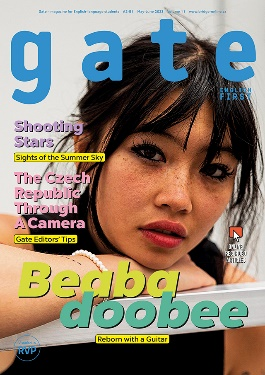 gate
ENGLISH
FIRST
Shooting
Stars
Sights of the Summer Sky
The Czech
Republic
Through
A Camera
Gate Editors' Tips
Beaba
doobee
Reborn with a Guitar
RVP